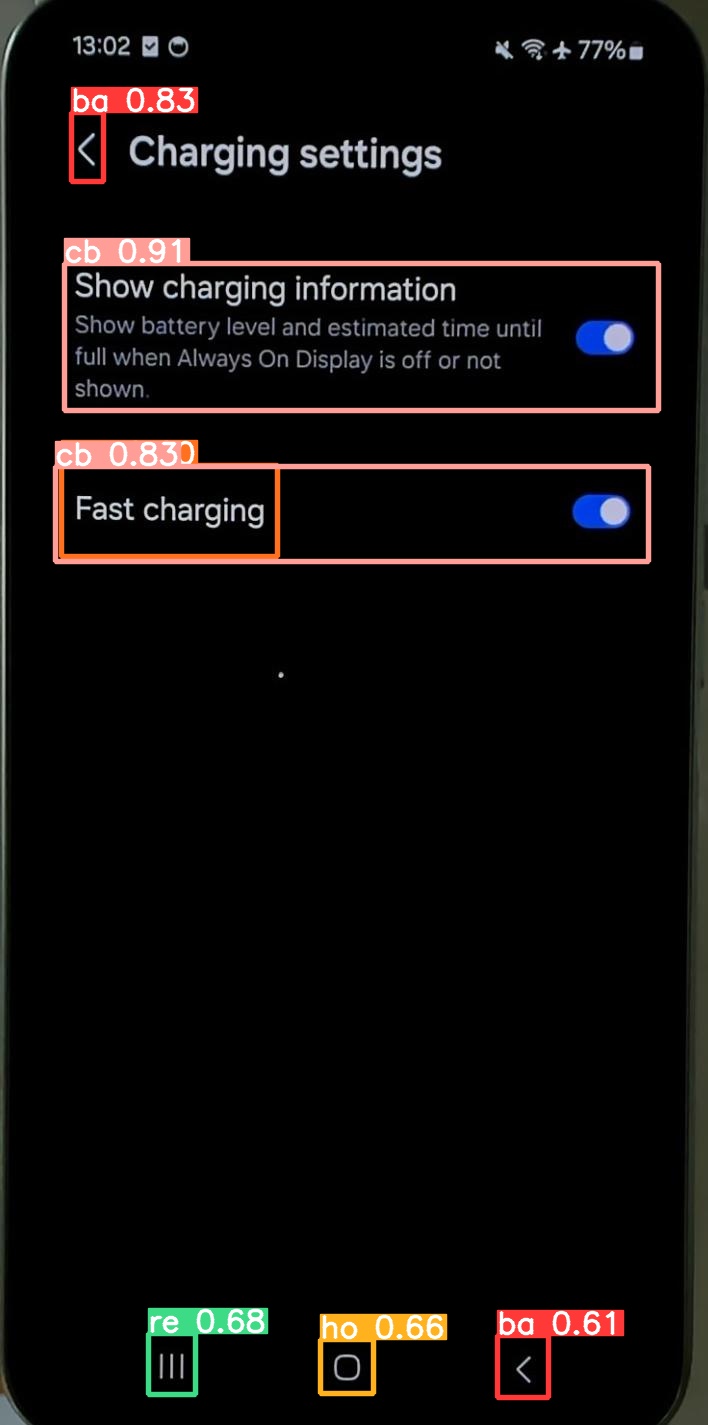 13:02 77%
ba 0.83
Charging settings
cb 0.91
Show charging information
Show battery level and estimated time until
full when Always On Display is off or not
shown.
cb 0.830
Fast charging
re 0.68
ho 0.66
ba 0.61